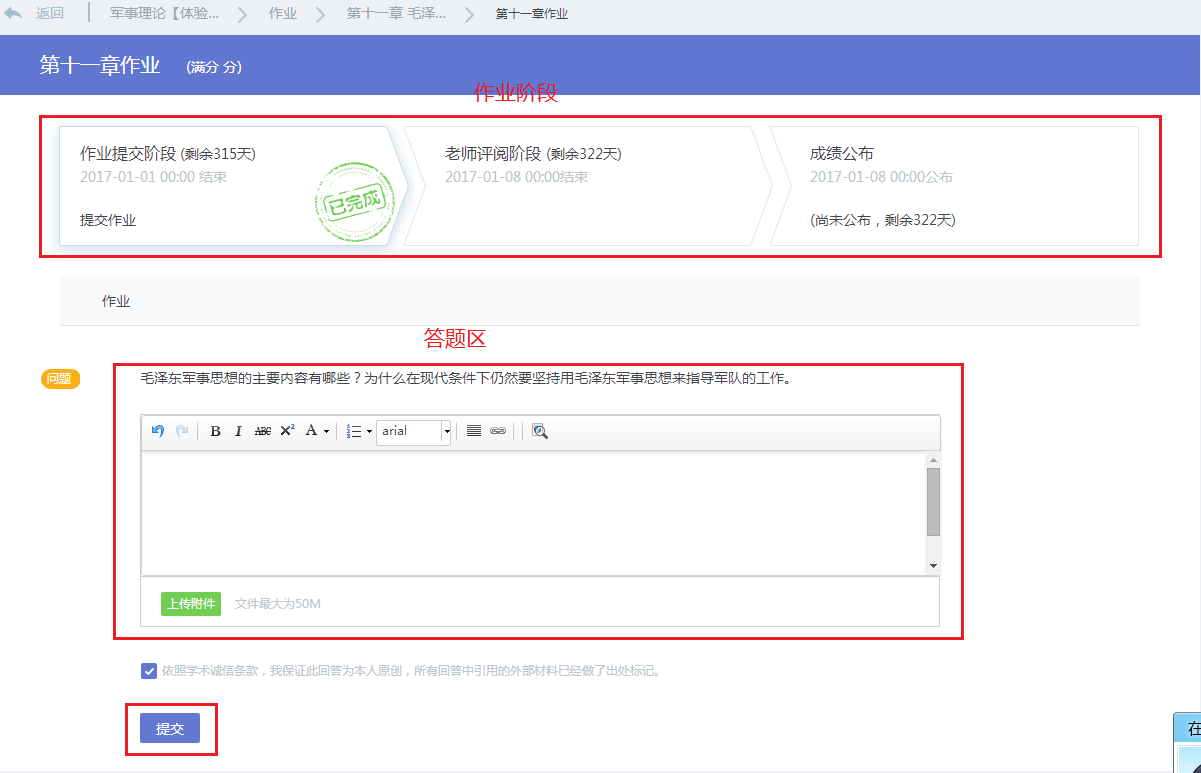 返回 军事理论【体验... 作业 第十一章 毛泽... 第十一章作业
第十一章作业 (满分 分)
作业阶段
作业提交阶段 (剩余315天)
2017-01-01 00:00 结束
提交作业
已完成
老师评阅阶段 (剩余322天)
2017-01-08 00:00结束
成绩公布
2017-01-08 00:00公布
(尚未公布，剩余322天)
作业
答题区
问题
毛泽东军事思想的主要内容有哪些？为什么在现代条件下仍然要坚持用毛泽东军事思想来指导军队的工作。
B I ABC X² A arial
上传附件 文件最大为50M
依照学术诚信条款，我保证此回答为本人原创，所有回答中引用的外部材料已经做了出处标记。
提交
在